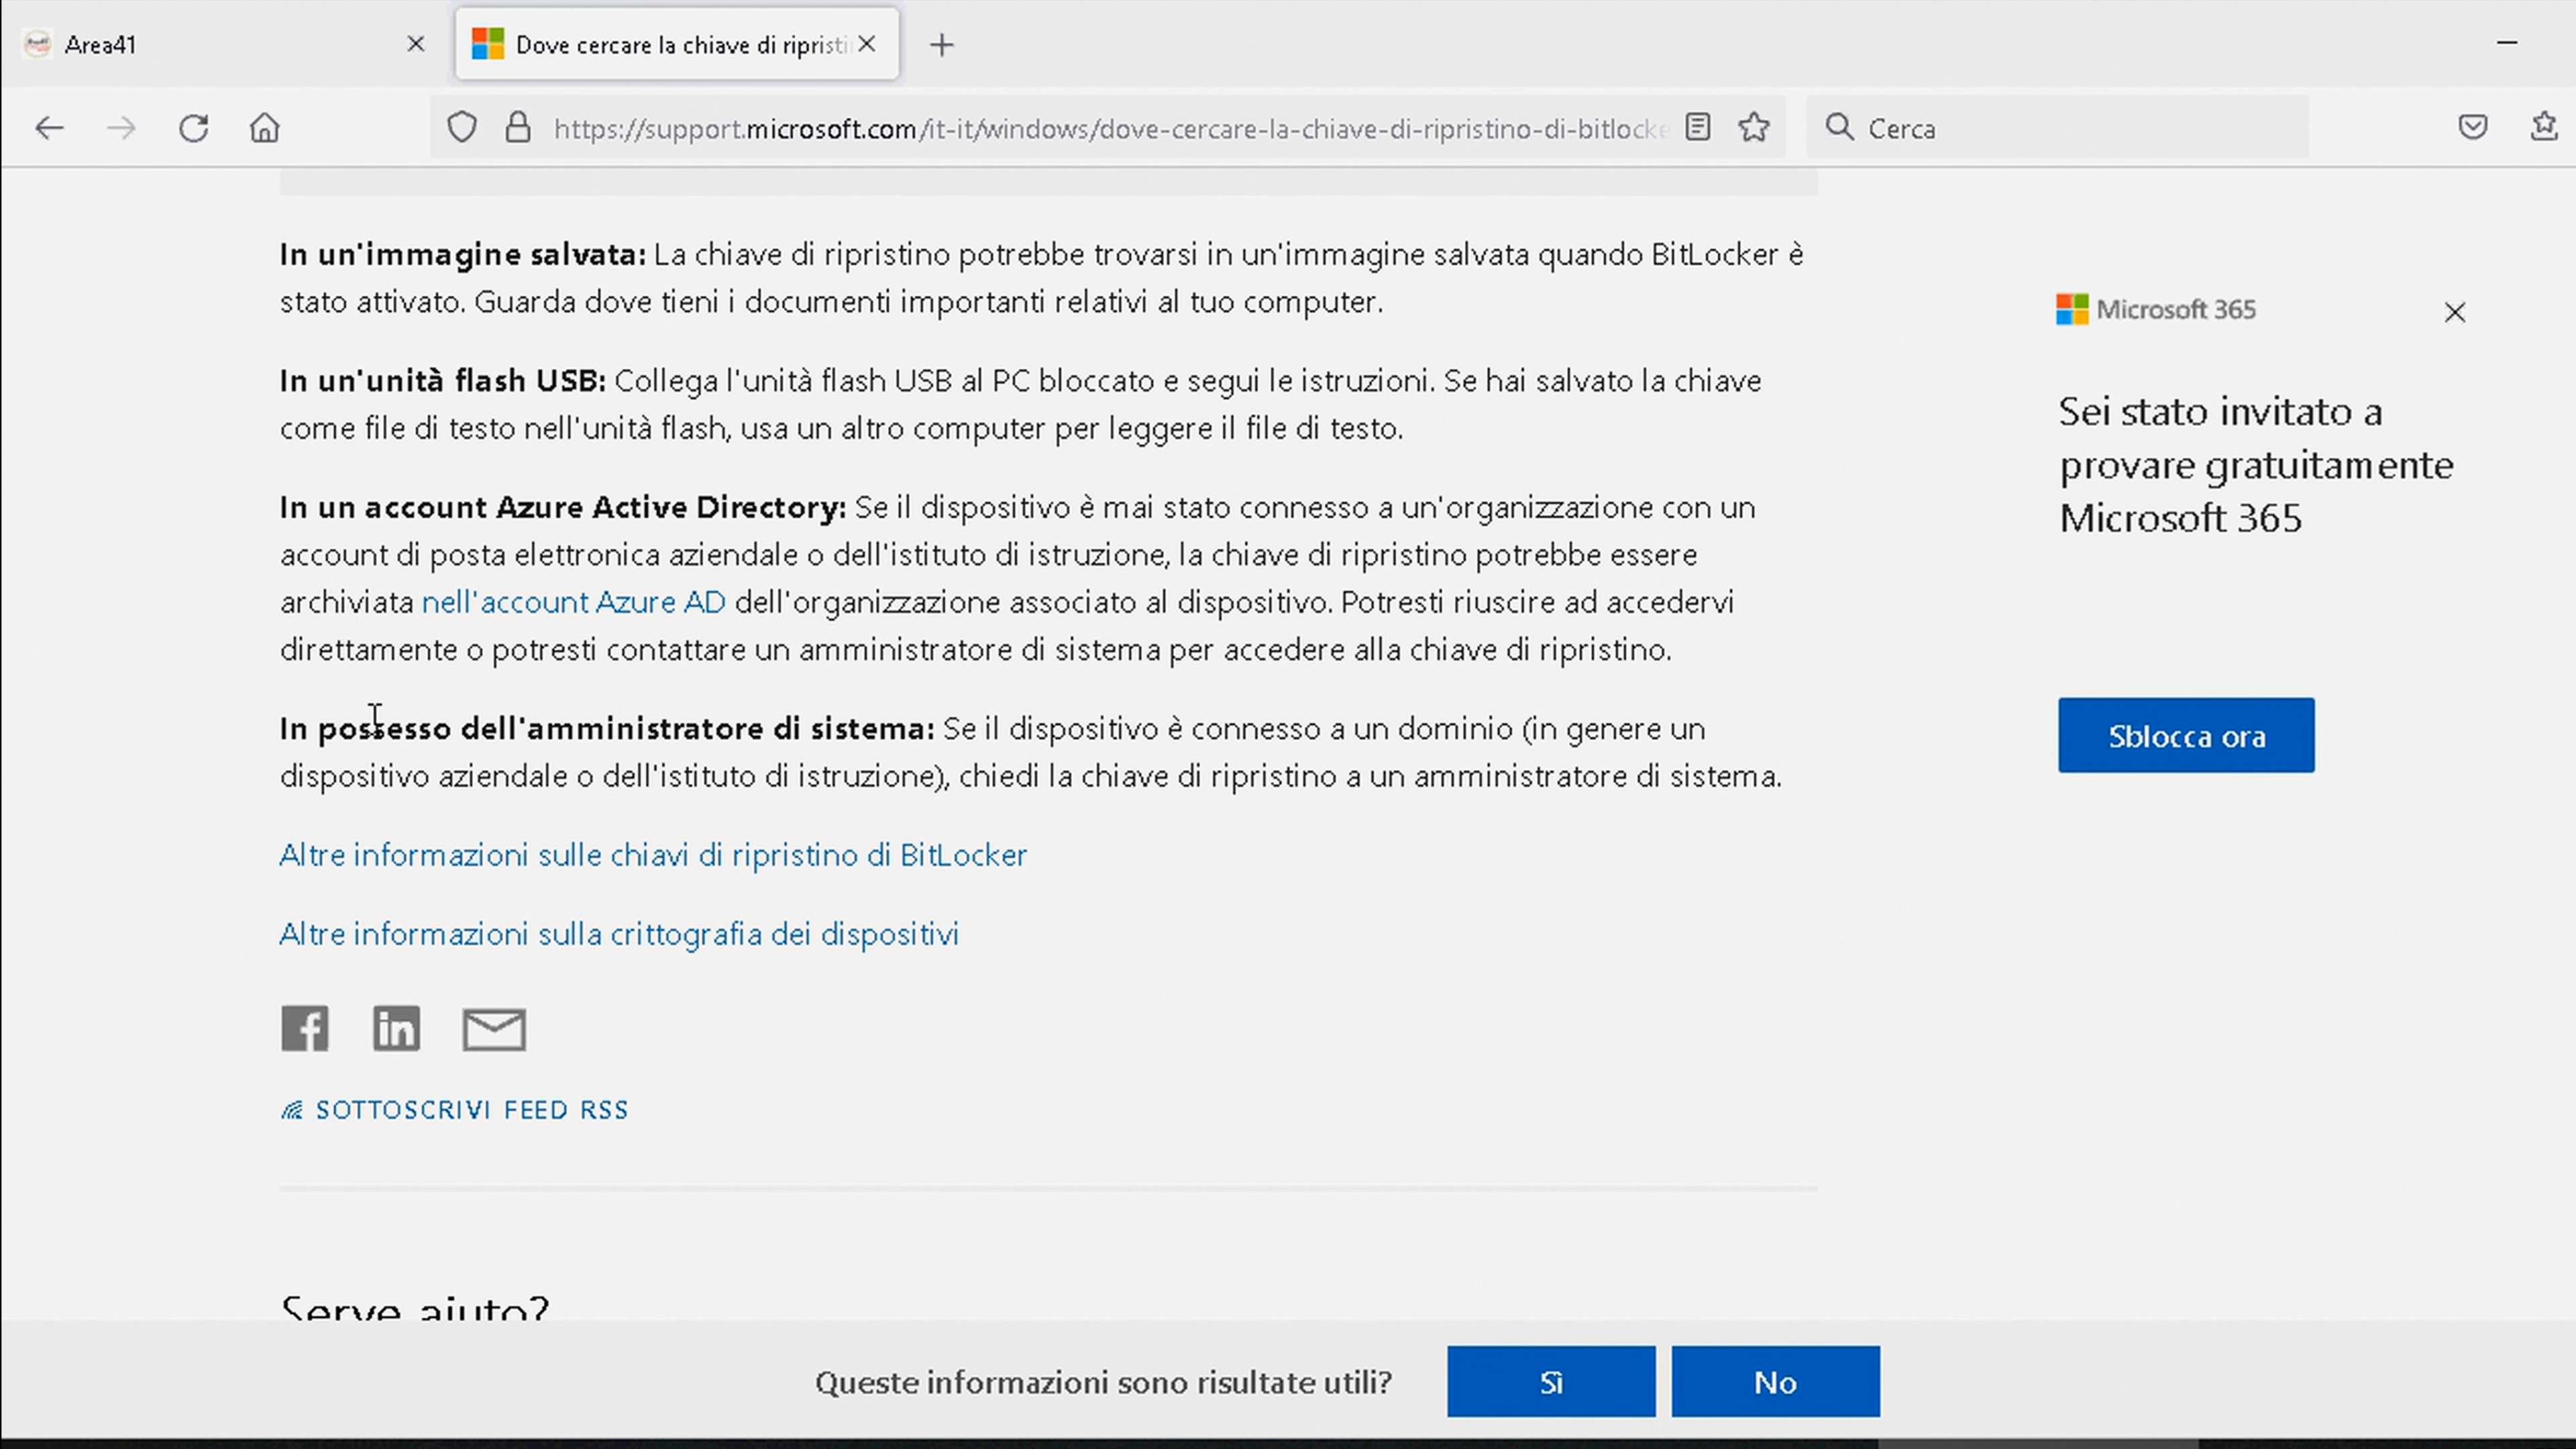 Area41
Dove cercare la chiave di ripristi
https://support.microsoft.com/it-it/windows/dove-cercare-la-chiave-di-ripristino-di-bitlocke
Cerca
In un'immagine salvata: La chiave di ripristino potrebbe trovarsi in un'immagine salvata quando BitLocker è
stato attivato. Guarda dove tieni i documenti importanti relativi al tuo computer.
In un'unità flash USB: Collega l'unità flash USB al PC bloccato e segui le istruzioni. Se hai salvato la chiave
come file di testo nell'unità flash, usa un altro computer per leggere il file di testo.
In un account Azure Active Directory: Se il dispositivo è mai stato connesso a un'organizzazione con un
account di posta elettronica aziendale o dell'istituto di istruzione, la chiave di ripristino potrebbe essere
archiviata nell'account Azure AD dell'organizzazione associato al dispositivo. Potresti riuscire ad accedervi
direttamente o potresti contattare un amministratore di sistema per accedere alla chiave di ripristino.
In possesso dell'amministratore di sistema: Se il dispositivo è connesso a un dominio (in genere un
dispositivo aziendale o dell'istituto di istruzione), chiedi la chiave di ripristino a un amministratore di sistema.
Altre informazioni sulle chiavi di ripristino di BitLocker
Altre informazioni sulla crittografia dei dispositivi
SOTTOSCRIVI FEED RSS
Serve aiuto?
Microsoft 365
Sei stato invitato a
provare gratuitamente
Microsoft 365
Sblocca ora
Queste informazioni sono risultate utili?
Sì
No